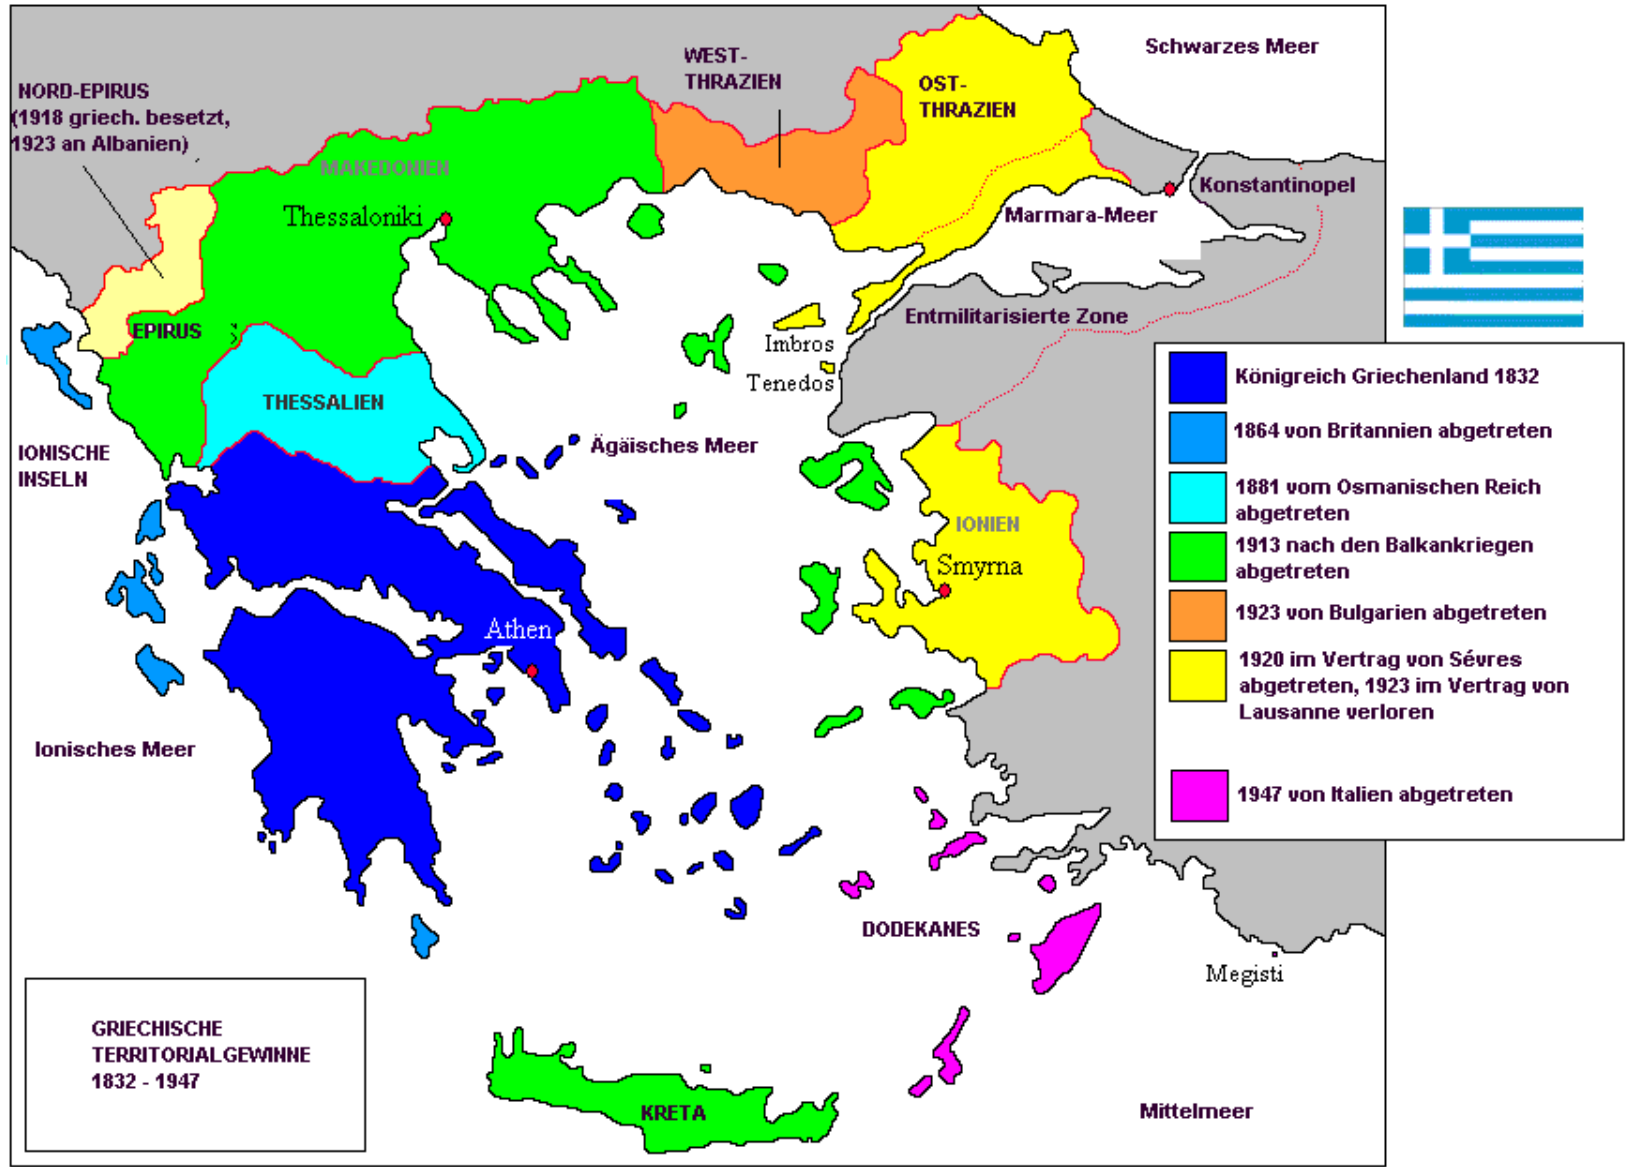 Schwarzes Meer
WEST-
THRAZIEN
OST-
THRAZIEN
NORD-EPIRUS
(1918 griech. besetzt,
1923 an Albanien)
MAKEDONIEN
Thessaloniki
Konstantinopel
Marmara-Meer
Entmilitarisierte Zone
EPIRUS
Imbros
Tenedos
THESSALIEN
Ägäisches Meer
IONISCHE
INSELN
IONIEN
Smyrna
Athen
Ionisches Meer
DODEKANES
Megisti
KRETA
Mittelmeer
Königreich Griechenland 1832
1864 von Britannien abgetreten
1881 vom Osmanischen Reich
abgetreten
1913 nach den Balkankriegen
abgetreten
1923 von Bulgarien abgetreten
1920 im Vertrag von Sévres
abgetreten, 1923 im Vertrag von
Lausanne verloren
1947 von Italien abgetreten
GRIECHISCHE
TERRITORIALGEWINNE
1832 - 1947